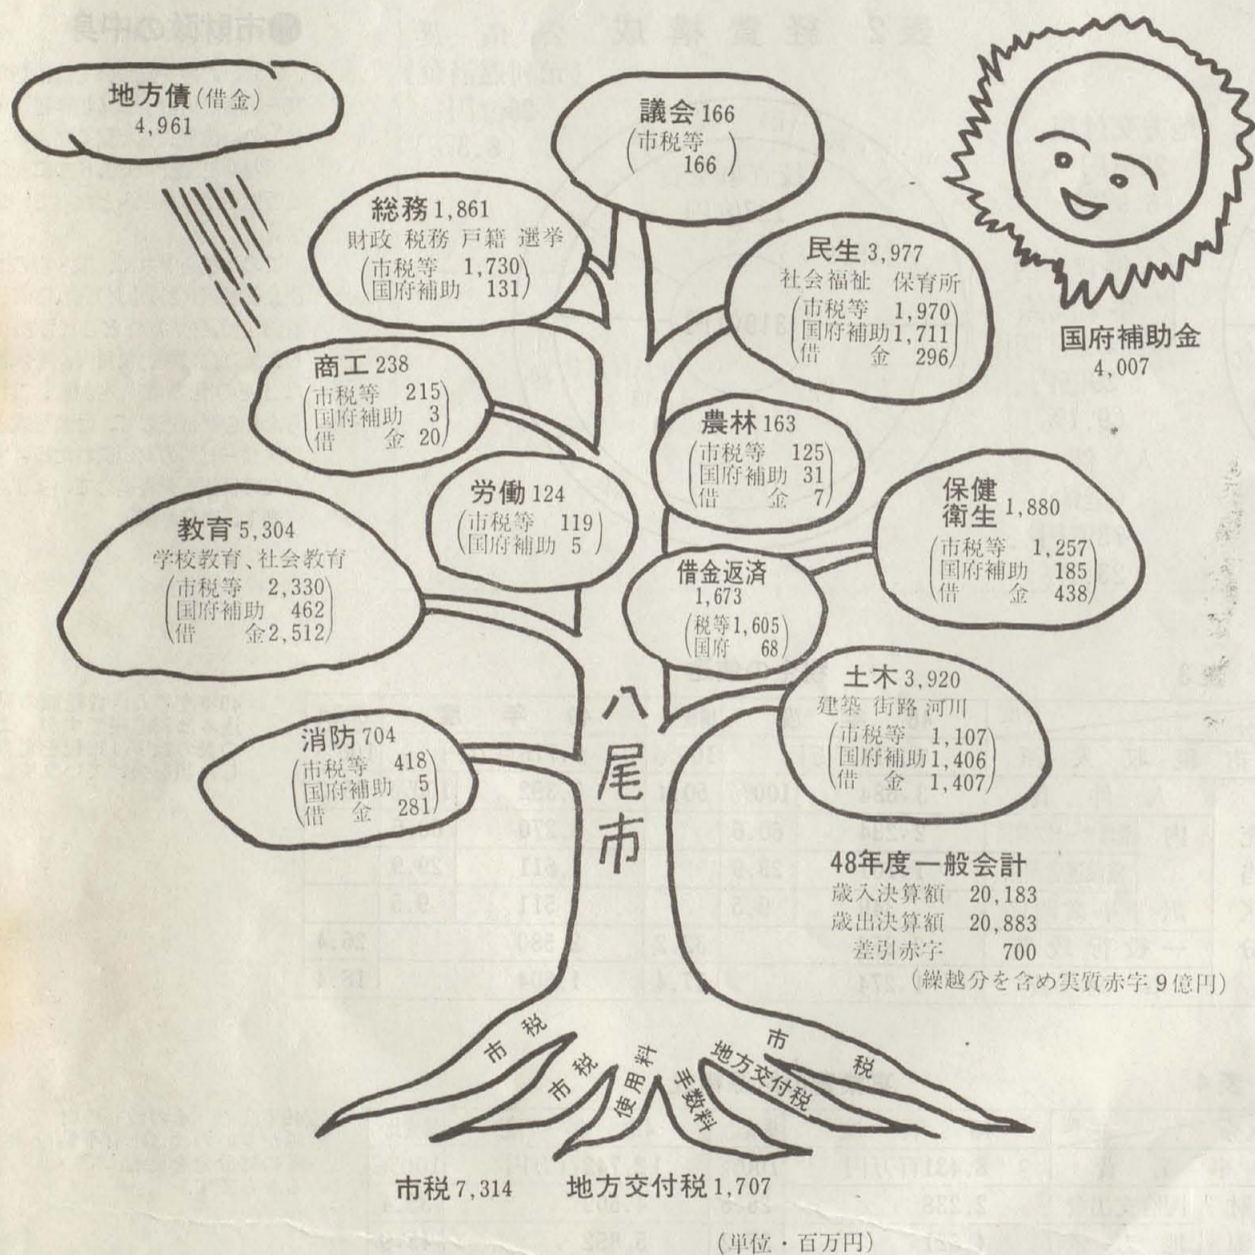 地方債(借金)
4,961
議会 166
(市税等
166)
総務 1,861
財政 税務 戸籍 選挙
(市税等 1,730
国府補助 131)
民生 3,977
社会福祉 保育所
(市税等 1,970
国府補助 1,711
借 金 296)
国府補助金
4,007
商工 238
(市税等 215
国府補助 3
借 金 20)
農林 163
(市税等 125
国府補助 31
借 金 7)
労働 124
(市税等 119
国府補助 5)
保健
衛生 1,880
(市税等 1,257
国府補助 185
借 金 438)
教育 5,304
学校教育、社会教育
(市税等 2,330
国府補助 462
借 金 2,512)
借金返済
1,673
(税等 1,605
国府 68)
土木 3,920
建築 街路 河川
(市税等 1,107
国府補助 1,406
借 金 1,407)
消防 704
(市税等 418
国府補助 5
借 金 281)
八尾市
48年度一般会計
歳入決算額 20,183
歳出決算額 20,883
差引赤字 700
(繰越分を含め実質赤字9億円)
市税
市税
使用料
手数料
地方交付税
市税
市税 7,314 地方交付税 1,707
(単位・百万円)